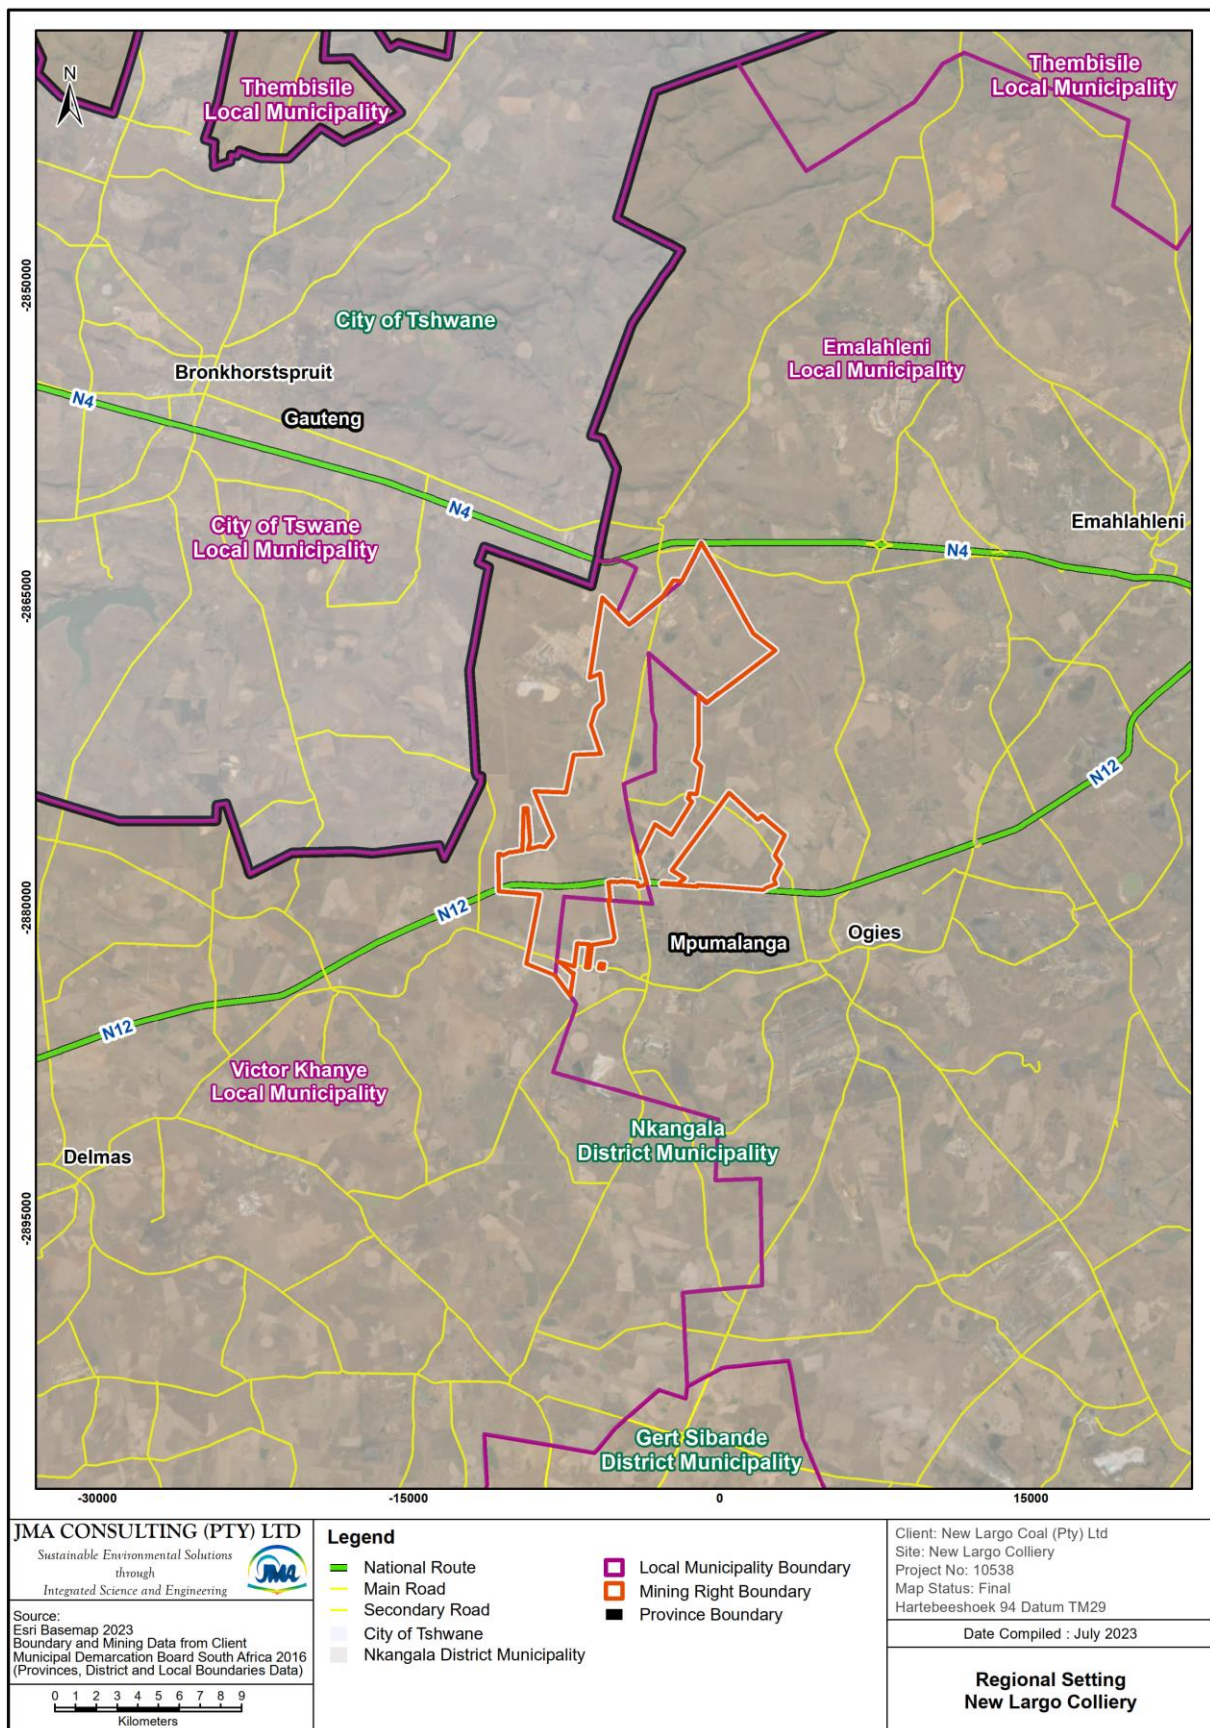 Thembisile
Local Municipality
Thembisile
Local Municipality
N
-2850000
City of Tshwane
Emalahleni
Local Municipality
Bronkhorstspruit
N4
Gauteng
N4
City of Tswane
Local Municipality
Emahlahleni
N4
-2865000
N12
-2880000
N12
Mpumalanga
Ogies
N12
Victor Khanye
Local Municipality
Nkangala
District Municipality
Delmas
-2895000
Gert Sibande
District Municipality
-30000
-15000
0
15000
JMA CONSULTING (PTY) LTD
Sustainable Environmental Solutions
through
Integrated Science and Engineering
JMA
Source:
Esri Basemap 2023
Boundary and Mining Data from Client
Municipal Demarcation Board South Africa 2016
(Provinces, District and Local Boundaries Data)
0 1 2 3 4 5 6 7 8 9
Kilometers
Legend
National Route
Main Road
Secondary Road
City of Tshwane
Nkangala District Municipality
Local Municipality Boundary
Mining Right Boundary
Province Boundary
Client: New Largo Coal (Pty) Ltd
Site: New Largo Colliery
Project No: 10538
Map Status: Final
Hartebeeshoek 94 Datum TM29
Date Compiled : July 2023
Regional Setting
New Largo Colliery